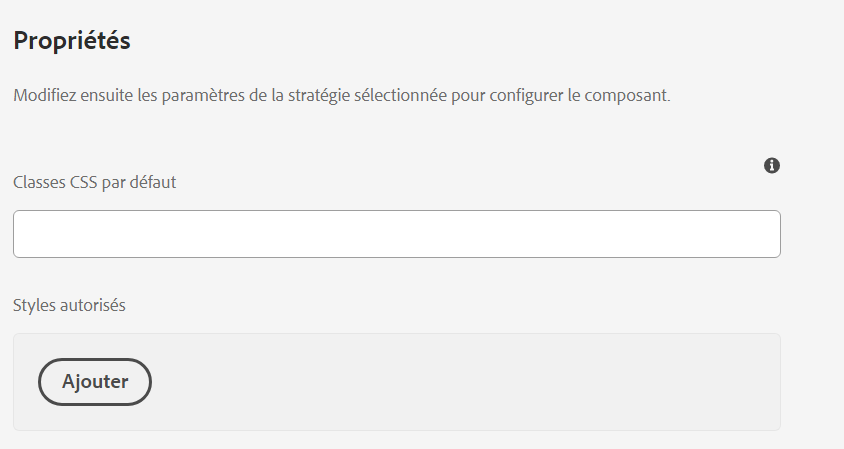 Propriétés
Modifiez ensuite les paramètres de la stratégie sélectionnée pour configurer le composant.
Classes CSS par défaut
Styles autorisés
Ajouter